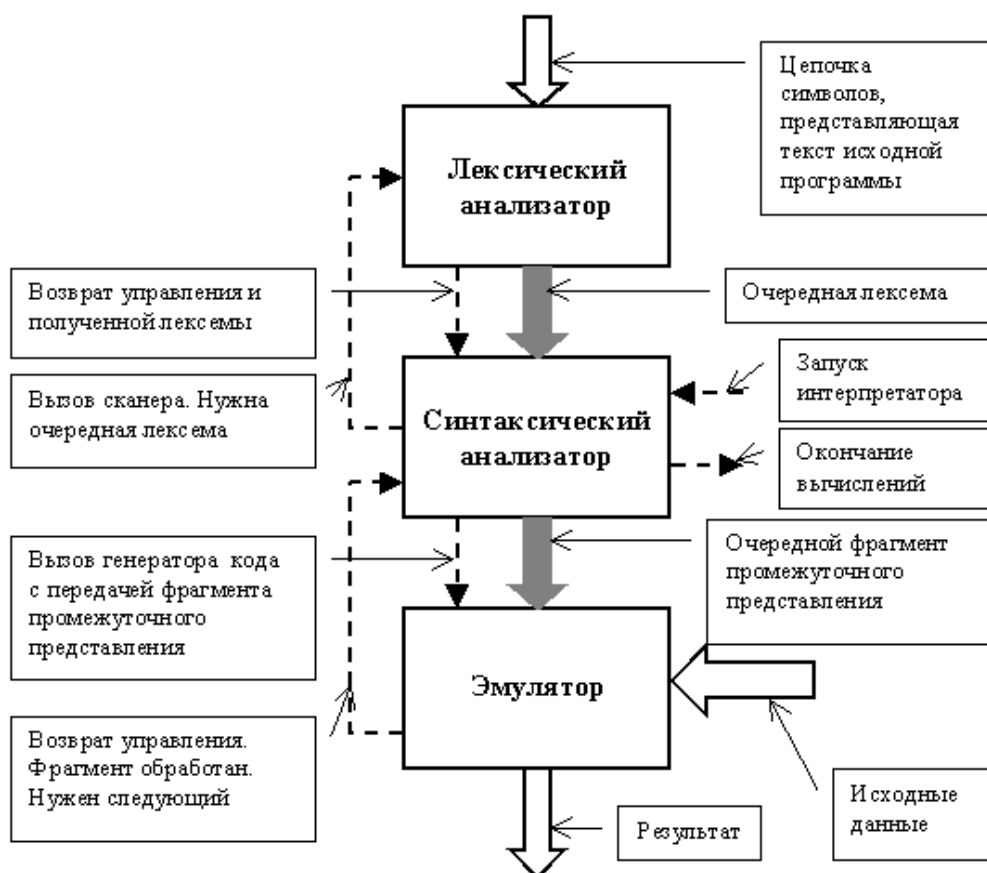 Цепочка
символов,
представляющая
текст исходной
программы
Лексический
анализатор
Возврат управления и
полученной лексемы
Очередная лексема
Вызов сканера. Нужна
очередная лексема
Запуск
интерпретатора
Синтаксический
анализатор
Окончание
вычислений
Вызов генератора кода
с передачей фрагмента
промежуточного
представления
Очередной фрагмент
промежуточного
представления
Эмулятор
Возврат управления.
Фрагмент обработан.
Нужен следующий
Исходные
данные
Результат